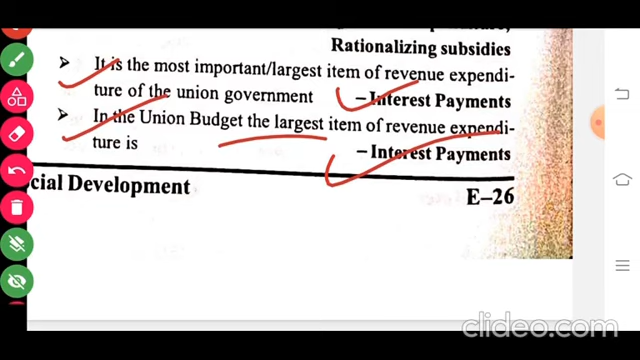 Rationalizing subsidies
➤ It is the most important/largest item of revenue expendi-
ture of the union government –Interest Payments
➤ In the Union Budget the largest item of revenue expendi-
ture is –Interest Payments
cial Development E–26
clideo.com